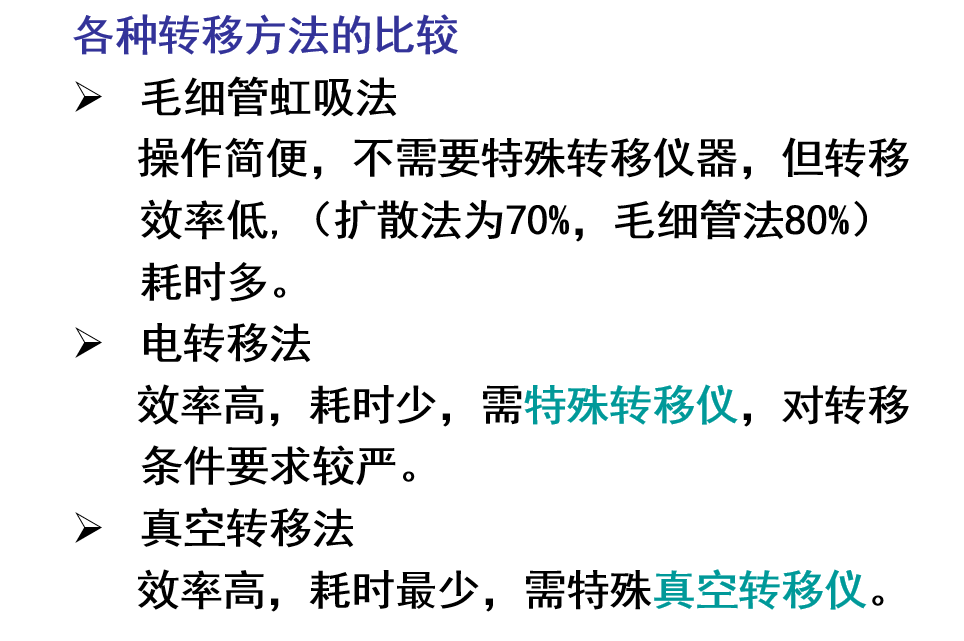 各种转移方法的比较
➢ 毛细管虹吸法
操作简便，不需要特殊转移仪器，但转移
效率低,（扩散法为70%，毛细管法80%）
耗时多。
➢ 电转移法
效率高，耗时少，需特殊转移仪，对转移
条件要求较严。
➢ 真空转移法
效率高，耗时最少，需特殊真空转移仪。